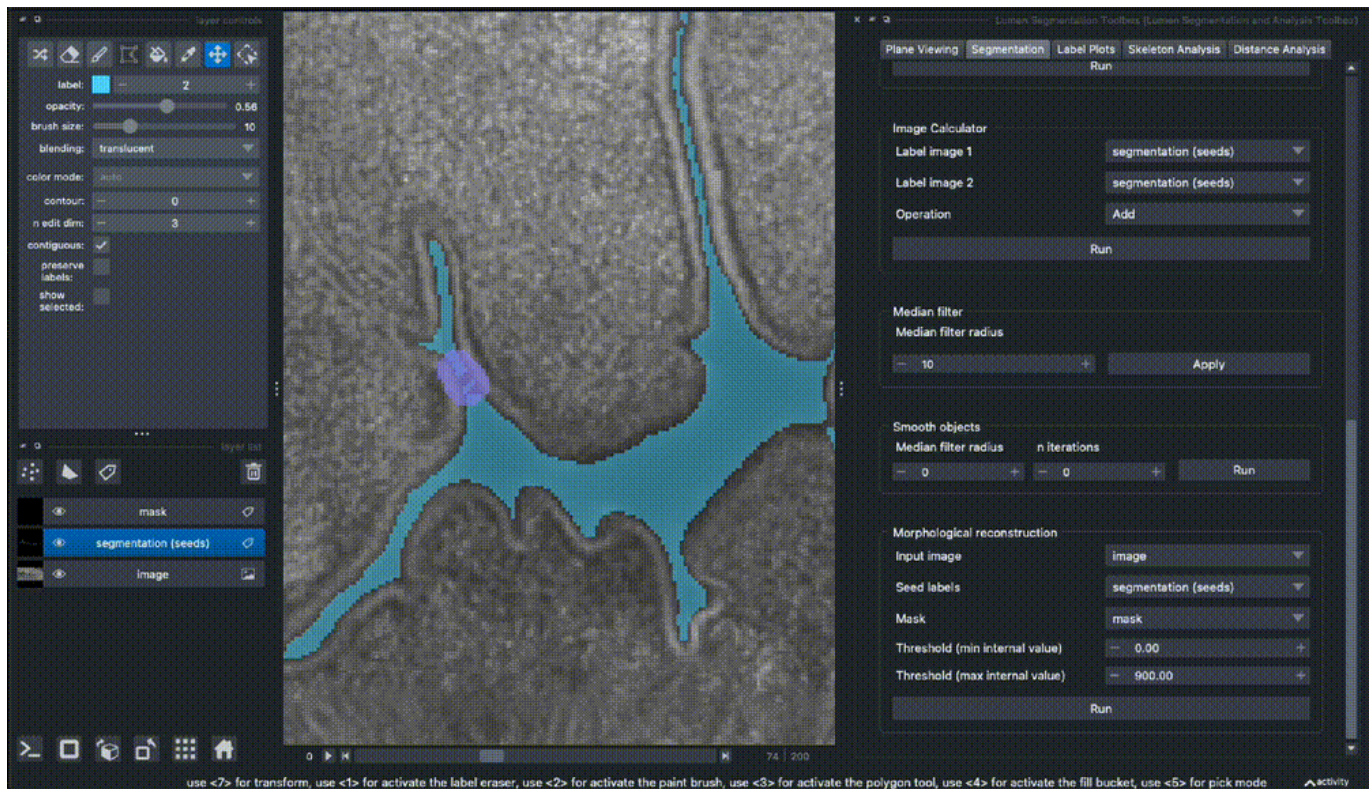 layer controls
Lumen Segmentation Toolbox (Lumen Segmentation and Analysis Toolbox)
label: 2
opacity: 0.56
brush size: 10
blending: translucent
color mode: auto
contour: 0
n edit dim: 3
contiguous:
preserve
labels:
show
selected:
layer list
mask
segmentation (seeds)
image
0 74 | 200
Plane Viewing Segmentation Label Plots Skeleton Analysis Distance Analysis
Run
Image Calculator
Label image 1 segmentation (seeds)
Label image 2 segmentation (seeds)
Operation Add
Run
Median filter
Median filter radius
10 Apply
Smooth objects
Median filter radius n iterations
0 0 Run
Morphological reconstruction
Input image image
Seed labels segmentation (seeds)
Mask mask
Threshold (min internal value) 0.00
Threshold (max internal value) 900.00
Run
use <7> for transform, use <1> for activate the label eraser, use <2> for activate the paint brush, use <3> for activate the polygon tool, use <4> for activate the fill bucket, use <5> for pick mode activity